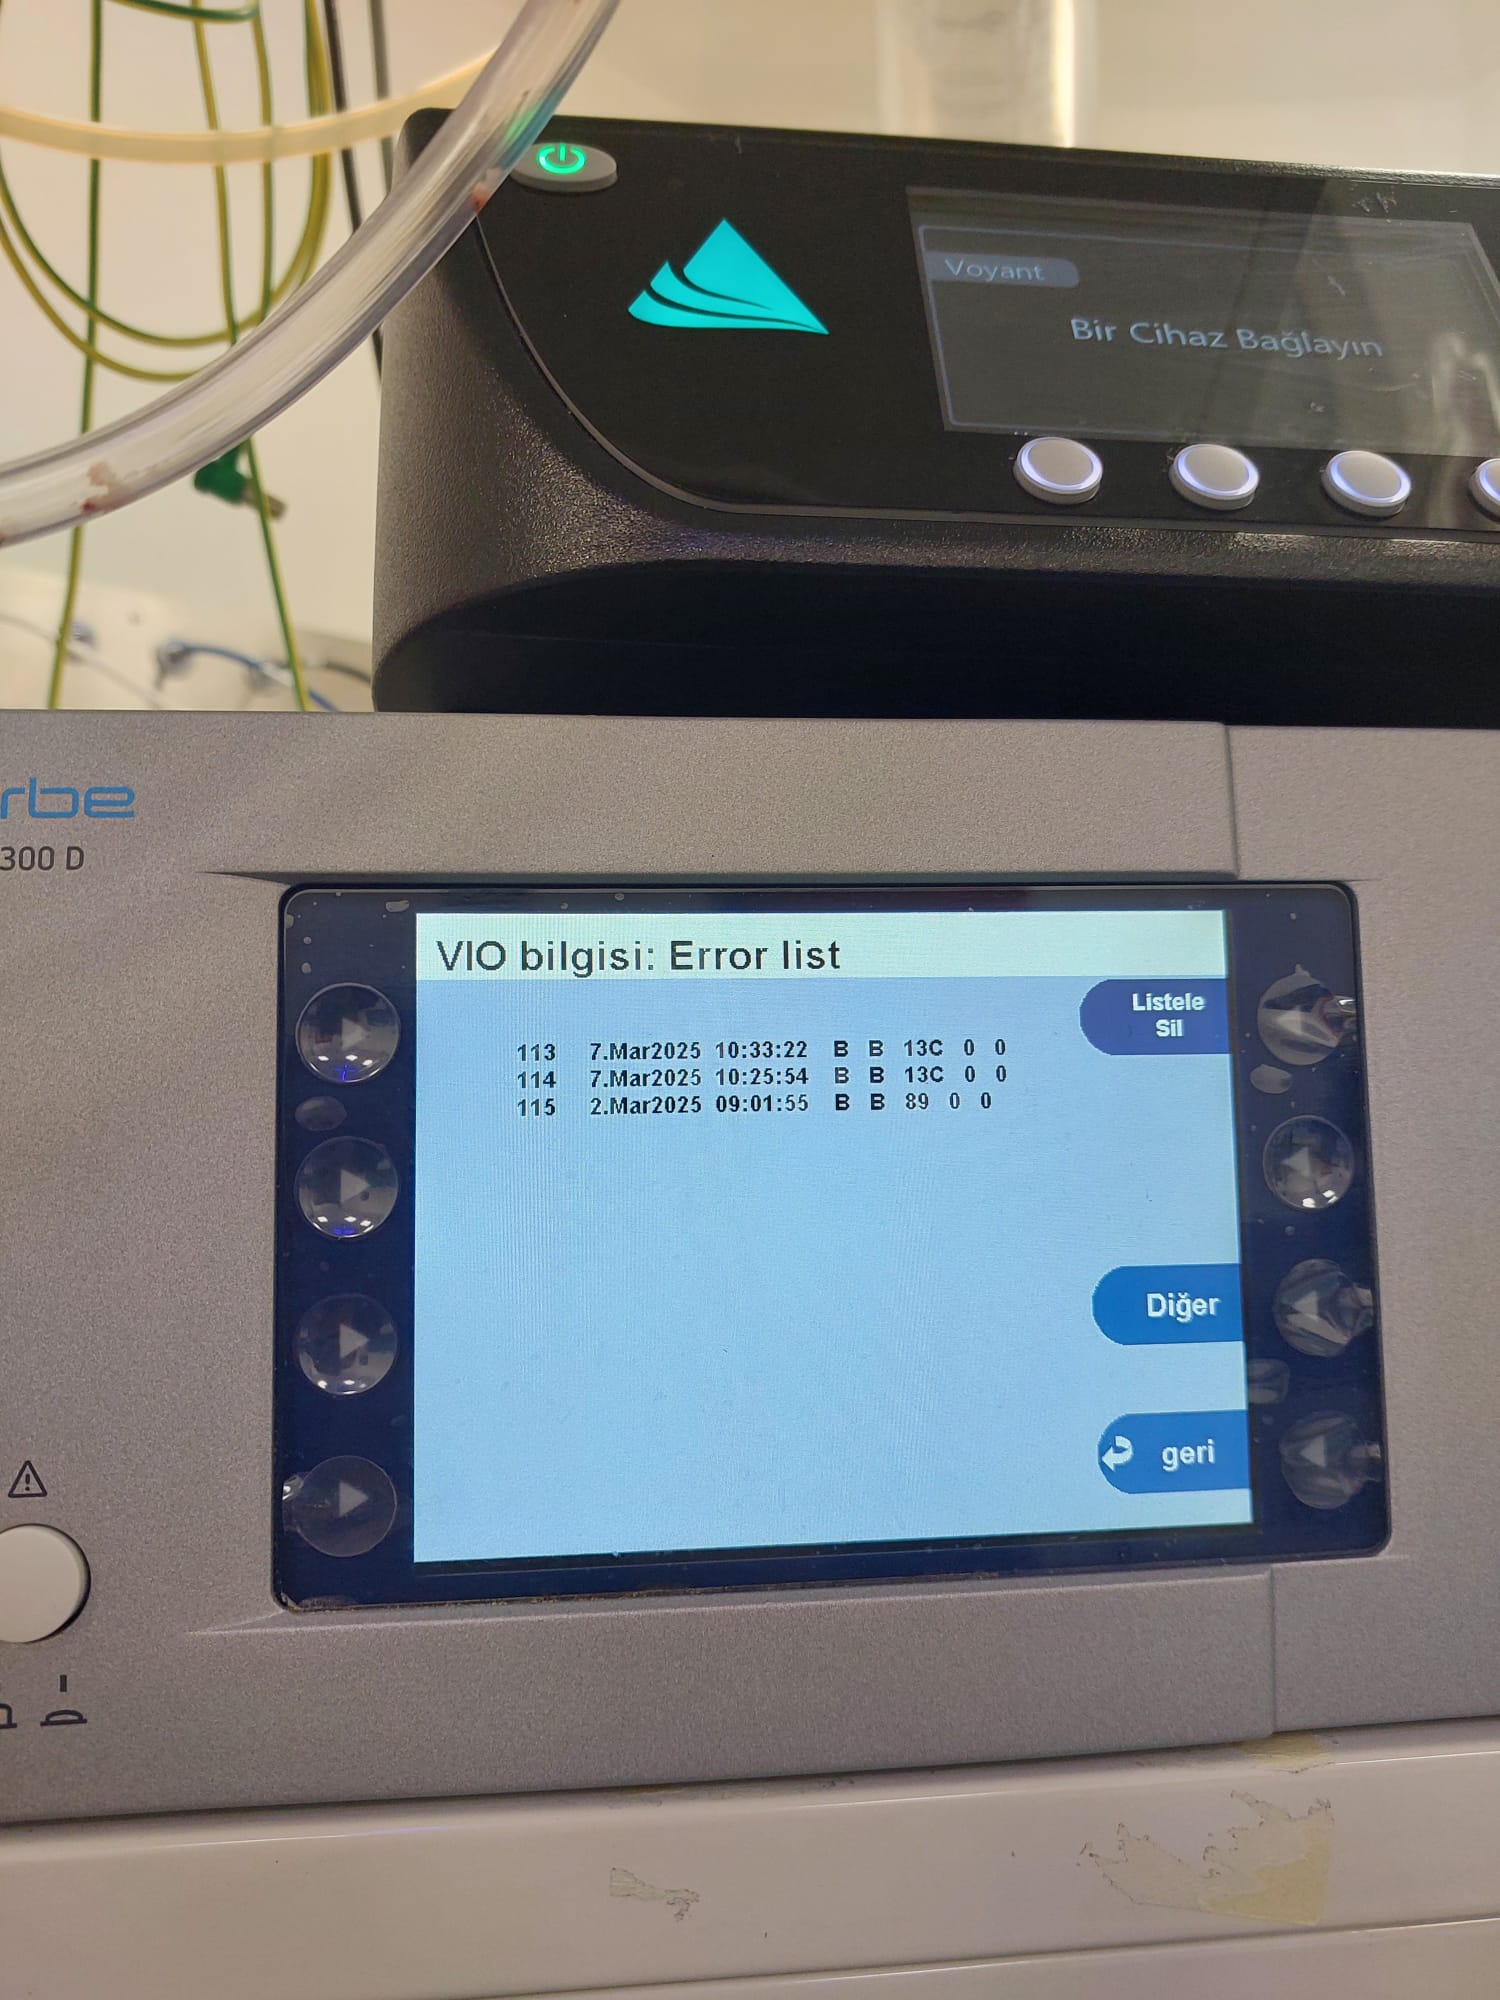 Voyant
Bir Cihaz Bağlayın
rbe
300 D
VIO bilgisi: Error list
Listele
Sil
113 7.Mar2025 10:33:22 B B 13C 0 0
114 7.Mar2025 10:25:54 B B 13C 0 0
115 2.Mar2025 09:01:55 B B 89 0 0
Diğer
geri